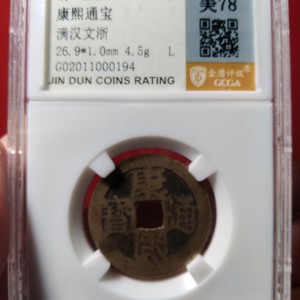 美78
康熙通宝
满汉文浙
26.9*1.0mm 4.5g L
G02011000194
金盾评级®
GCGA
JIN DUN COINS RATING
康熙通寶